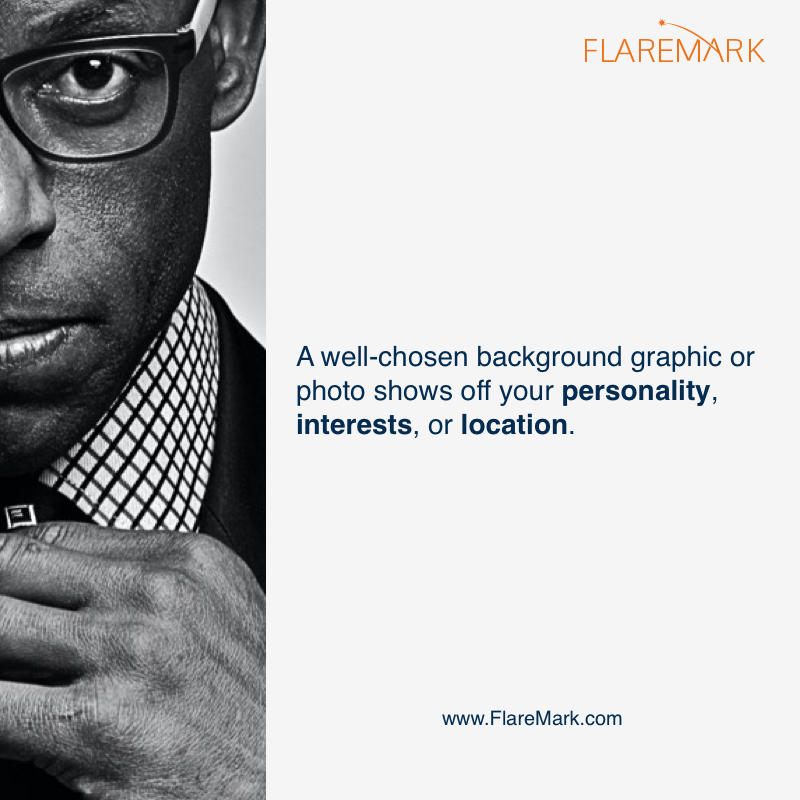 FLAREMARK
A well-chosen background graphic or
photo shows off your personality,
interests, or location.
www.FlareMark.com